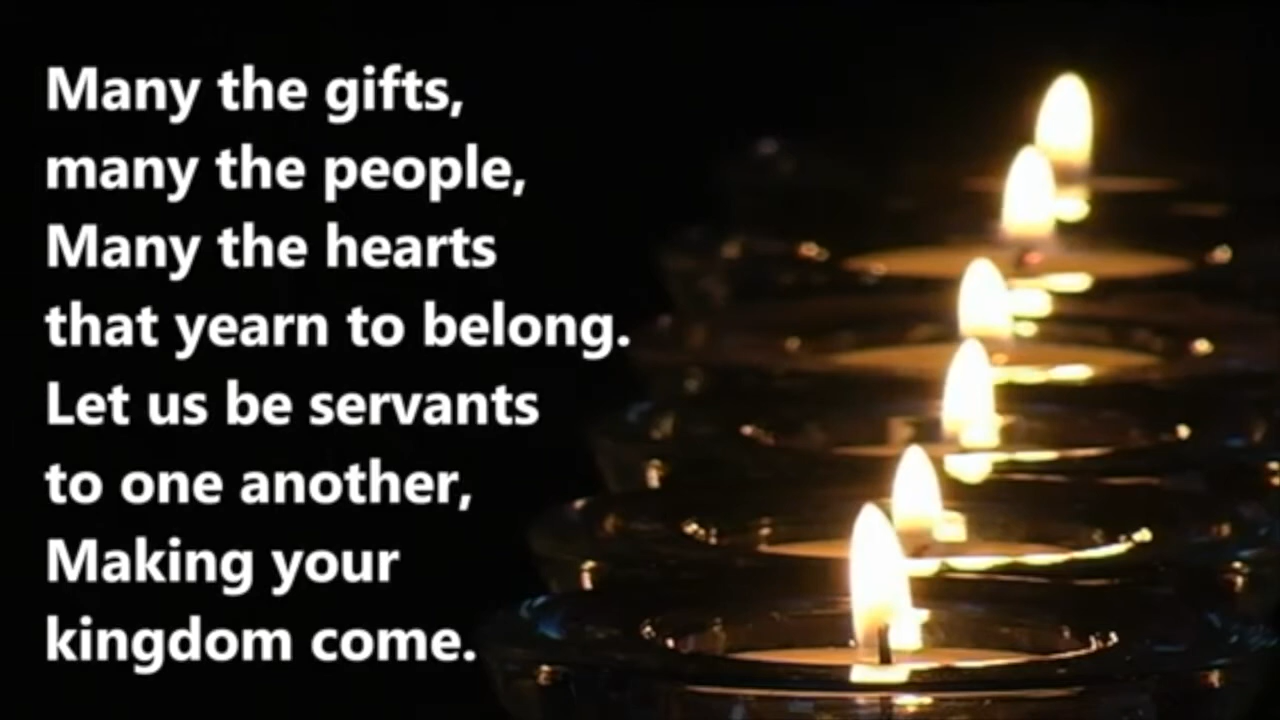 Many the gifts,
many the people,
Many the hearts
that yearn to belong.
Let us be servants
to one another,
Making your
kingdom come.